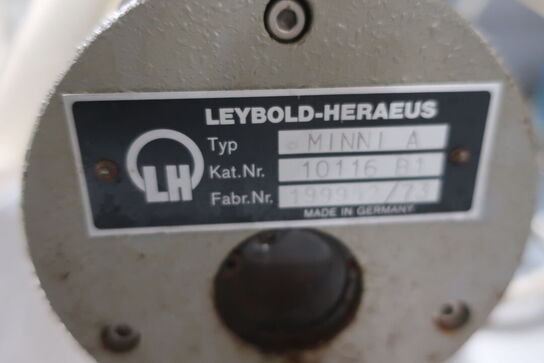 LEYBOLD-HERAEUS
LH
Typ MINNI A
Kat.Nr. 10116 B1
Fabr.Nr.
MADE IN GERMANY